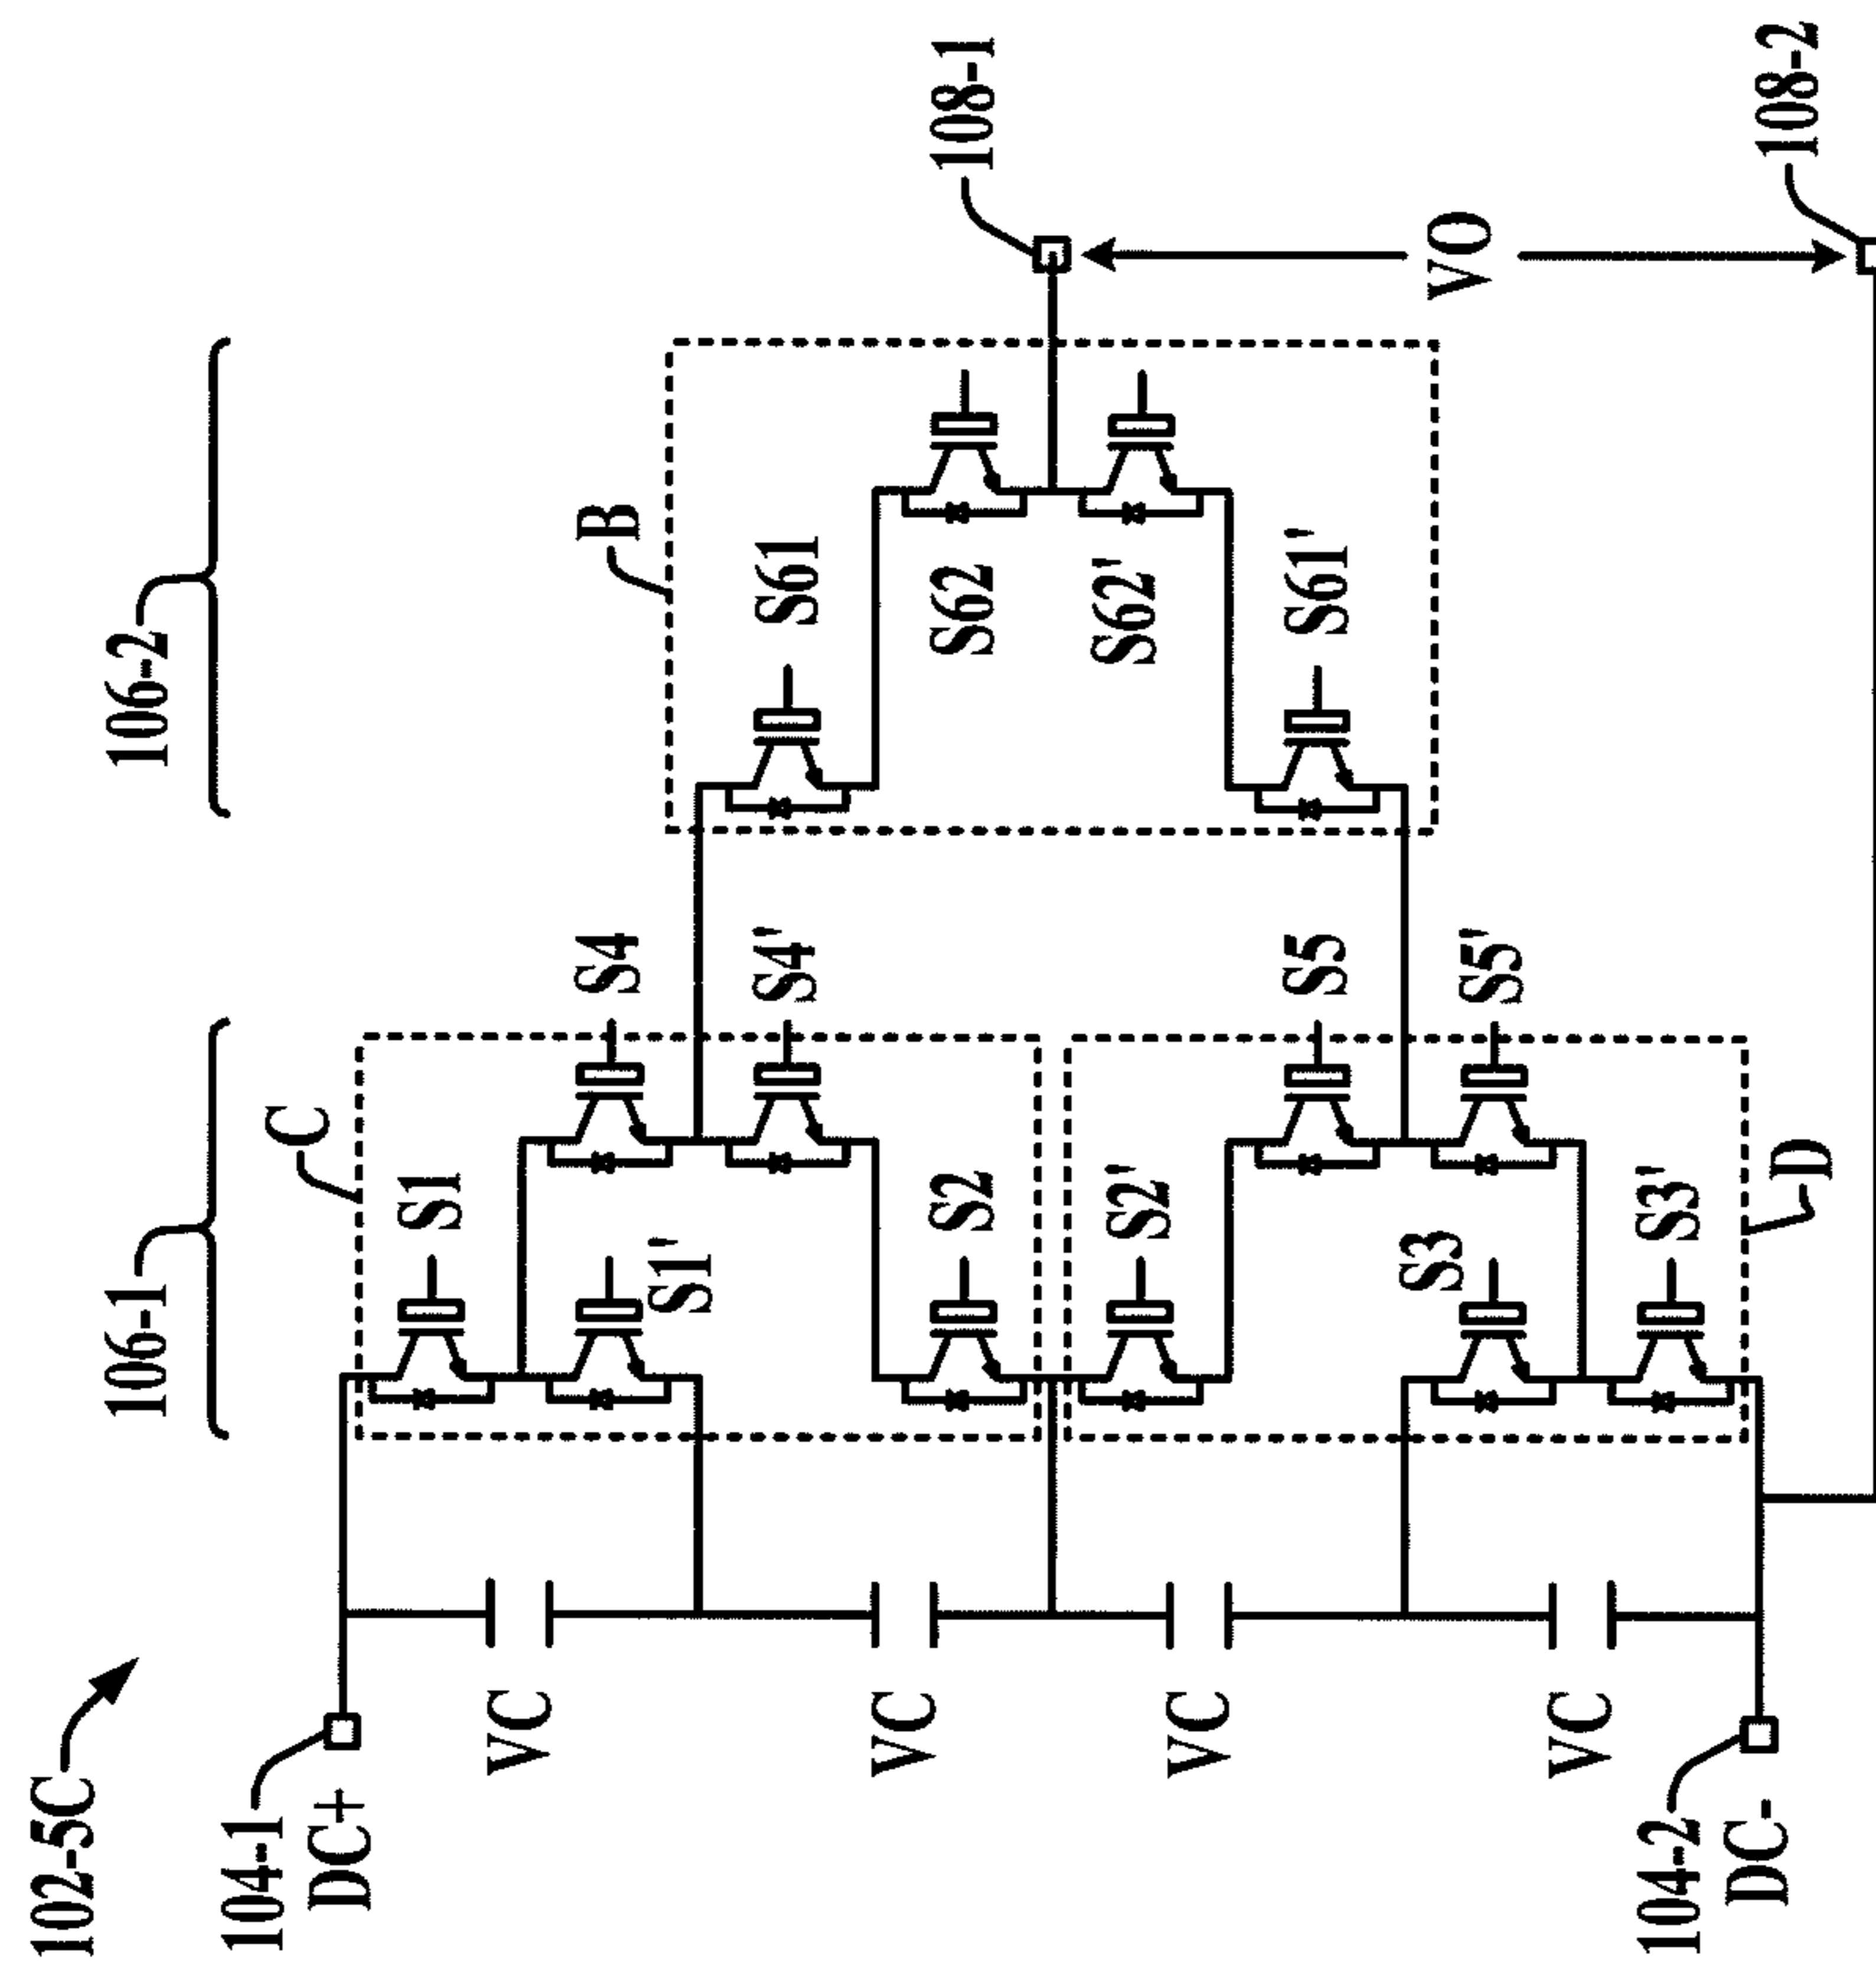 102-5C
104-1
DC+
106-1
106-2
C
S1
S4
B
S1'
S4'
S61
VC
VC
S2
S62
108-1
S2'
S62'
VC
S5
S61'
S3
S5'
VO
VC
S3'
104-2
DC-
D
108-2